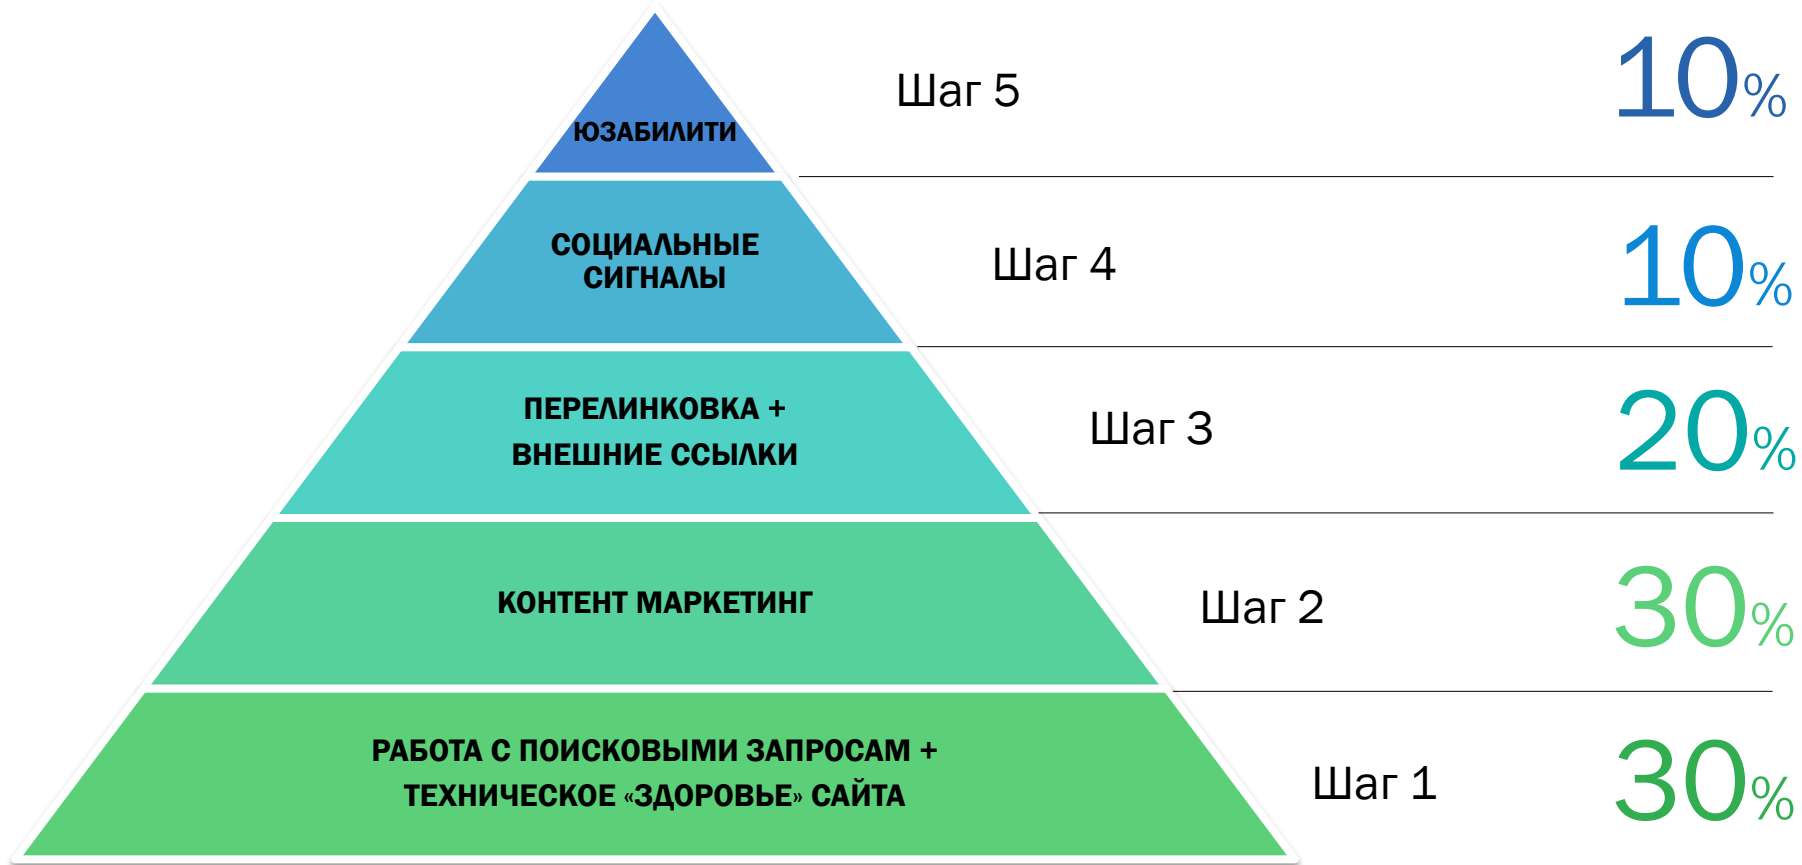 ЮЗАБИЛИТИ
Шаг 5
10%
СОЦИАЛЬНЫЕ
СИГНАЛЫ
Шаг 4
10%
ПЕРЕЛИНКОВКА +
ВНЕШНИЕ ССЫЛКИ
Шаг 3
20%
КОНТЕНТ МАРКЕТИНГ
Шаг 2
30%
РАБОТА С ПОИСКОВЫМИ ЗАПРОСАМ +
ТЕХНИЧЕСКОЕ «ЗДОРОВЬЕ» САЙТА
Шаг 1
30%